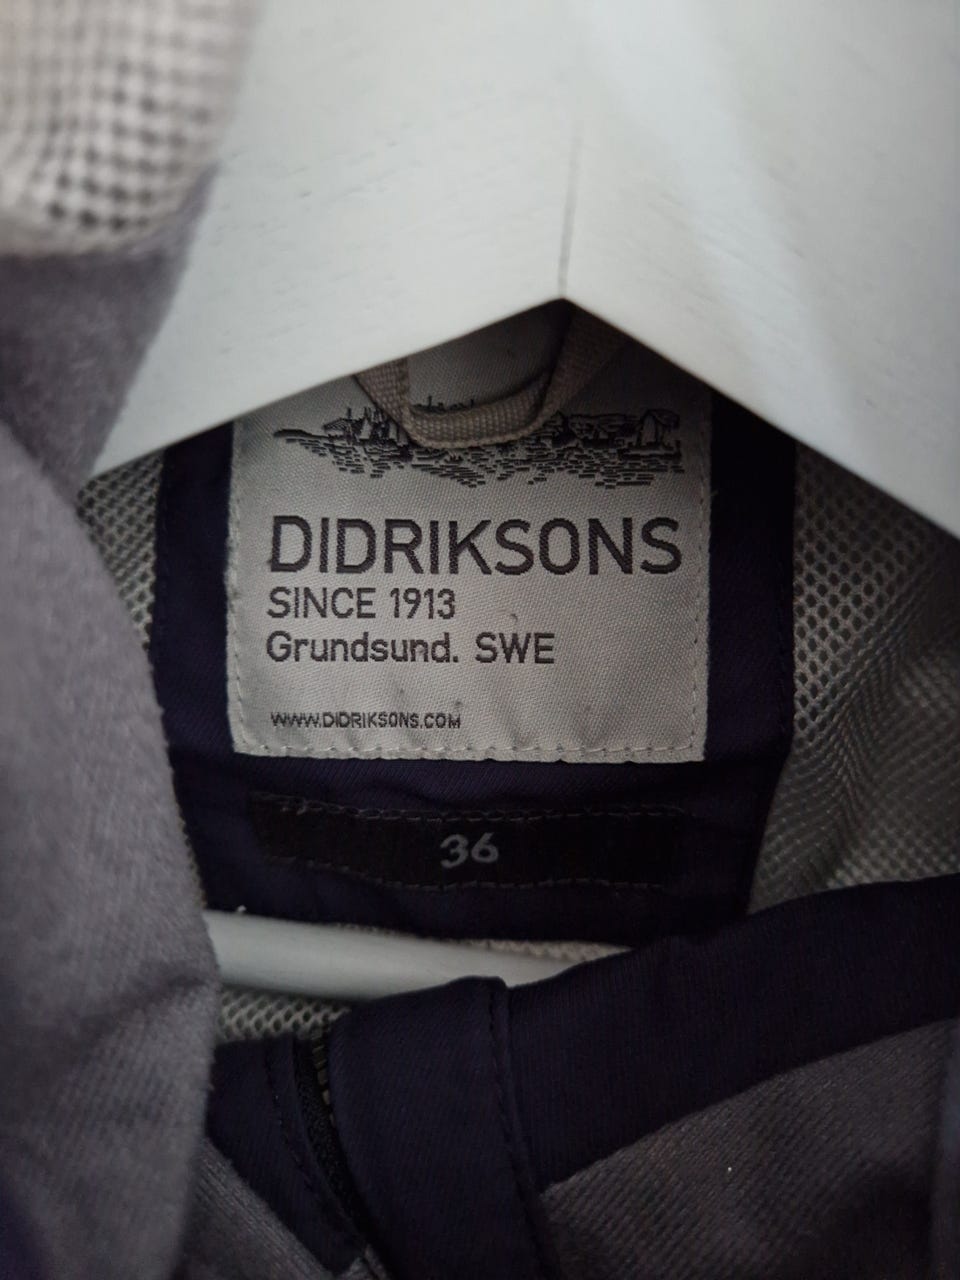 DIDRIKSONS
SINCE 1913
Grundsund. SWE
WWW.DIDRIKSONS.COM
36